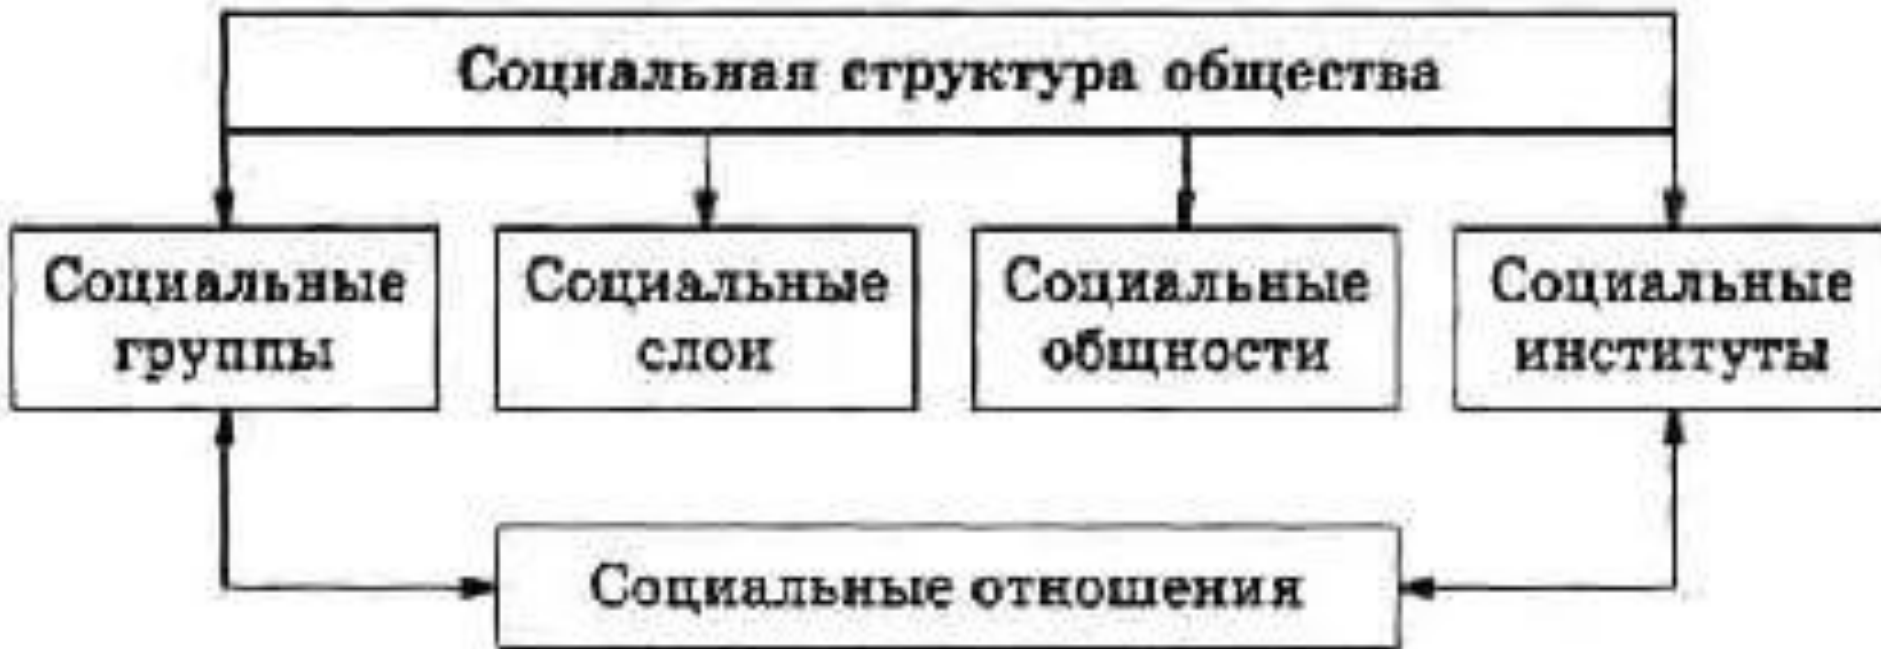 Социальная структура общества
Социальные
группы
Социальные
слои
Социальные
общности
Социальные
институты
Социальные отношения